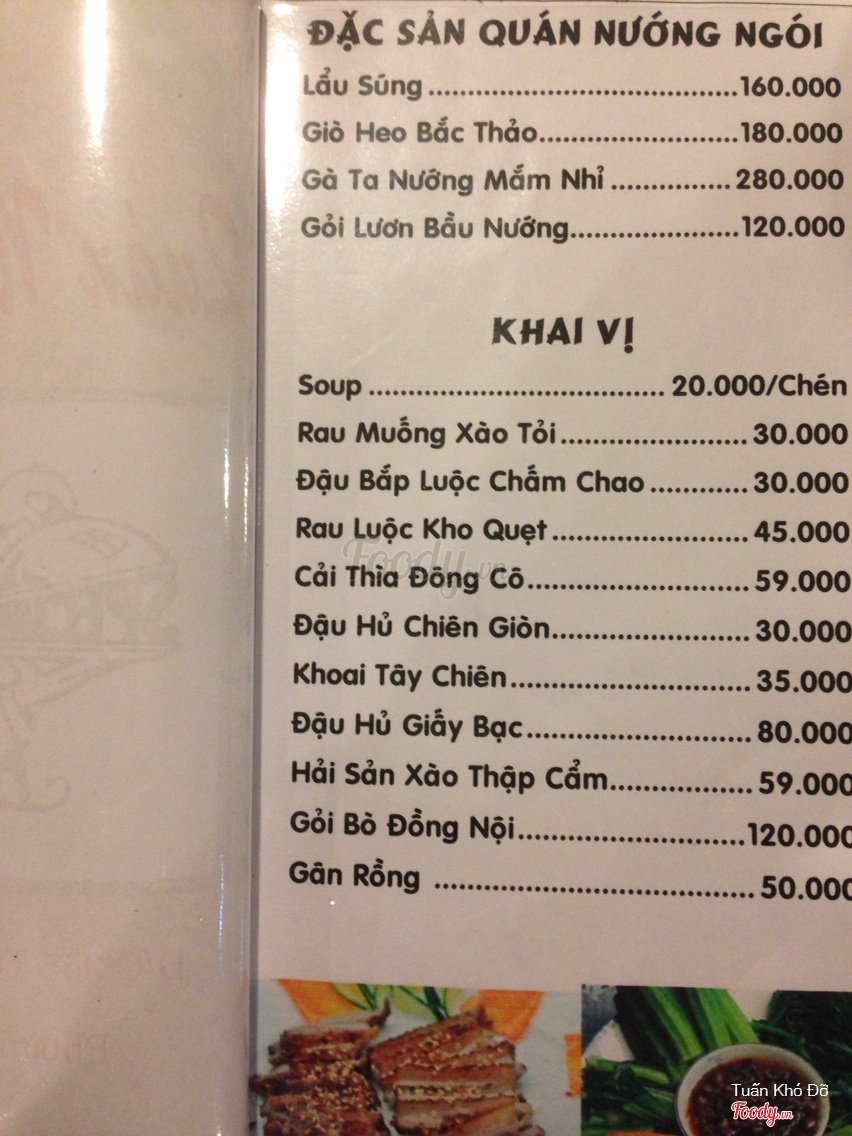 ĐẶC SẢN QUÁN NƯỚNG NGÓI
Lẩu Súng.....................................160.000
Giò Heo Bắc Thảo........................180.000
Gà Ta Nướng Mắm Nhỉ..............280.000
Gỏi Lươn Bầu Nướng....................120.000
KHAI VỊ
Soup.................................... 20.000/Chén
Rau Muống Xào Tỏi....................... 30.000
Đậu Bắp Luộc Chấm Chao............ 30.000
Rau Luộc Kho Quẹt........................ 45.000
Cải Thìa Đông Cô........................... 59.000
Đậu Hủ Chiên Giòn........................ 30.000
Khoai Tây Chiên............................. 35.000
Đậu Hủ Giấy Bạc........................... 80.000
Hải Sản Xào Thập Cẩm.................. 59.000
Gỏi Bò Đồng Nội...........................120.000
Gân Rồng ....................................... 50.000
Foody.vn
Tuấn Khó Đỡ
Foody.vn